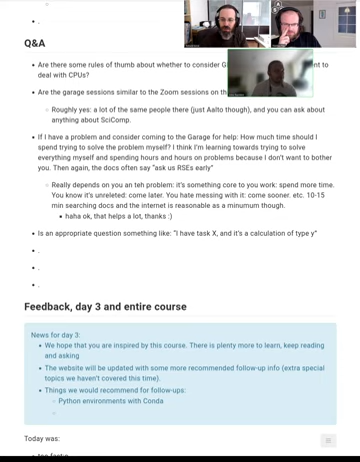 Q&A
Are there some rules of thumb about whether to consider G
nt to
deal with CPUs?
Are the garage sessions similar to the Zoom sessions on th
Roughly yes: a lot of the same people there (just Aalto though), and you can ask about
anything about SciComp.
If I have a problem and consider coming to the Garage for help: How much time should I
spend trying to solve the problem myself? I think I'm learning towards trying to solve
everything myself and spending hours and hours on problems because I don't want to bother
you. Then again, the docs often say "ask us RSEs early"
Really depends on you an teh problem: it's something core to you work: spend more time.
You know it's unreleted: come later. You hate messing with it: come sooner. etc. 10-15
min searching docs and the internet is reasonable as a minumum though.
haha ok, that helps a lot, thanks :)
Is an appropriate question something like: "I have task X, and it's a calculation of type y"
Feedback, day 3 and entire course
News for day 3:
We hope that you are inspired by this course. There is plenty more to learn, keep reading
and asking
The website will be updated with some more recommended follow-up info (extra special
topics we haven't covered this time).
Things we would recommend for follow-ups:
Python environments with Conda
Today was: